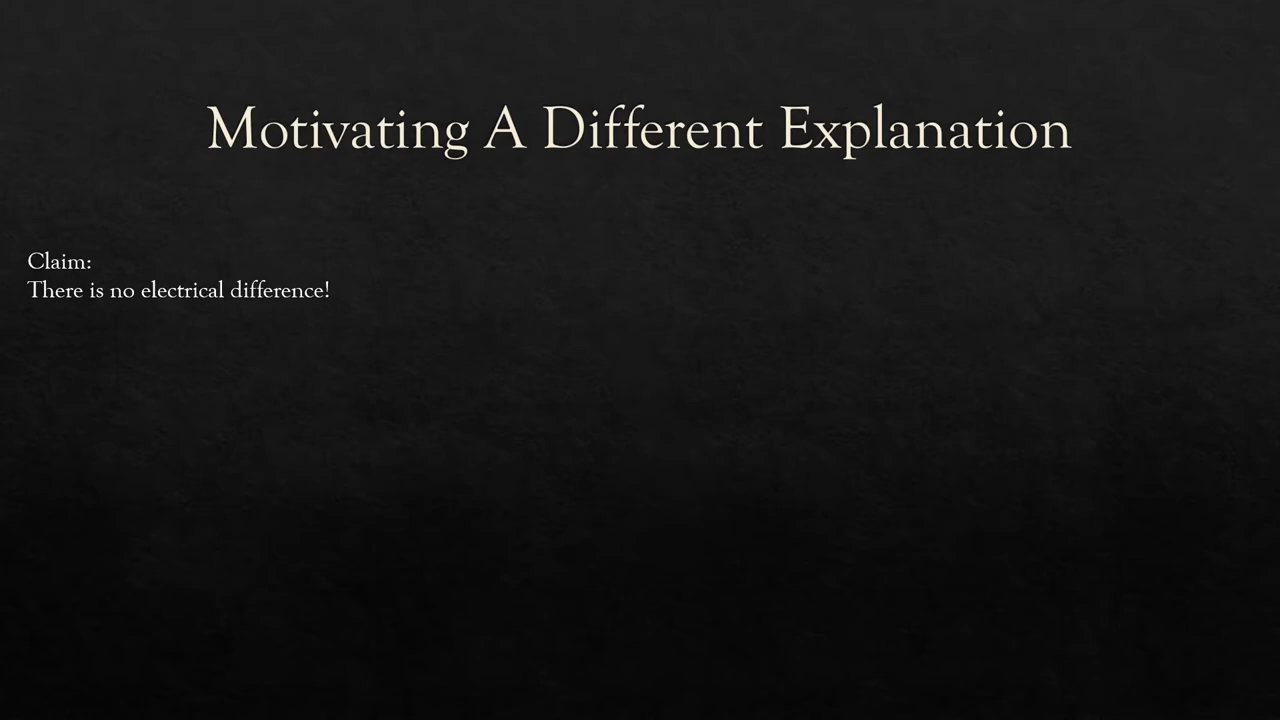 Motivating A Different Explanation
Claim:
There is no electrical difference!